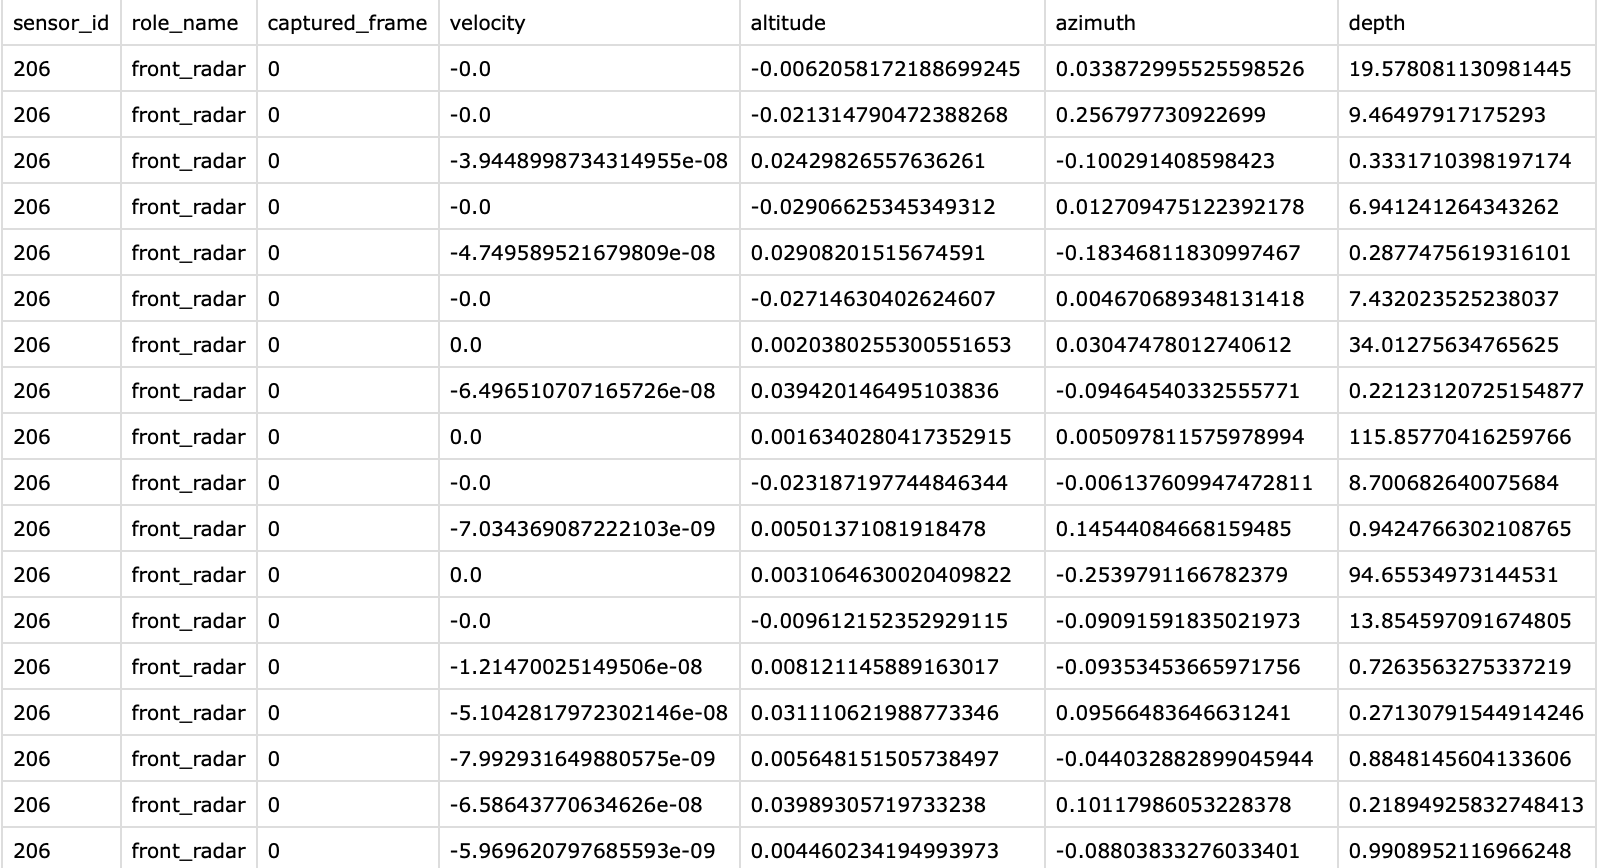 sensor_id role_name captured_frame velocity altitude azimuth depth
206 front_radar 0 -0.0 -0.0062058172188699245 0.033872995525598526 19.578081130981445
206 front_radar 0 -0.0 -0.021314790472388268 0.256797730922699 9.46497917175293
206 front_radar 0 -3.9448998734314955e-08 0.02429826557636261 -0.100291408598423 0.3331710398197174
206 front_radar 0 -0.0 -0.02906625345349312 0.012709475122392178 6.941241264343262
206 front_radar 0 -4.749589521679809e-08 0.02908201515674591 -0.18346811830997467 0.2877475619316101
206 front_radar 0 -0.0 -0.02714630402624607 0.004670689348131418 7.432023525238037
206 front_radar 0 0.0 0.0020380255300551653 0.03047478012740612 34.01275634765625
206 front_radar 0 -6.496510707165726e-08 0.039420146495103836 -0.09464540332555771 0.22123120725154877
206 front_radar 0 0.0 0.0016340280417352915 0.005097811575978994 115.85770416259766
206 front_radar 0 -0.0 -0.023187197744846344 -0.006137609947472811 8.700682640075684
206 front_radar 0 -7.034369087222103e-09 0.00501371081918478 0.14544084668159485 0.9424766302108765
206 front_radar 0 0.0 0.0031064630020409822 -0.2539791166782379 94.65534973144531
206 front_radar 0 -0.0 -0.009612152352929115 -0.09091591835021973 13.854597091674805
206 front_radar 0 -1.21470025149506e-08 0.008121145889163017 -0.09353453665971756 0.7263563275337219
206 front_radar 0 -5.1042817972302146e-08 0.031110621988773346 0.09566483646631241 0.27130791544914246
206 front_radar 0 -7.992931649880575e-09 0.005648151505738497 -0.044032882899045944 0.8848145604133606
206 front_radar 0 -6.58643770634626e-08 0.03989305719733238 0.10117986053228378 0.218949258327484​13
206 front_radar 0 -5.969620797685593e-09 0.004460234194993973 -0.08803833276033401 0.9908952116966248